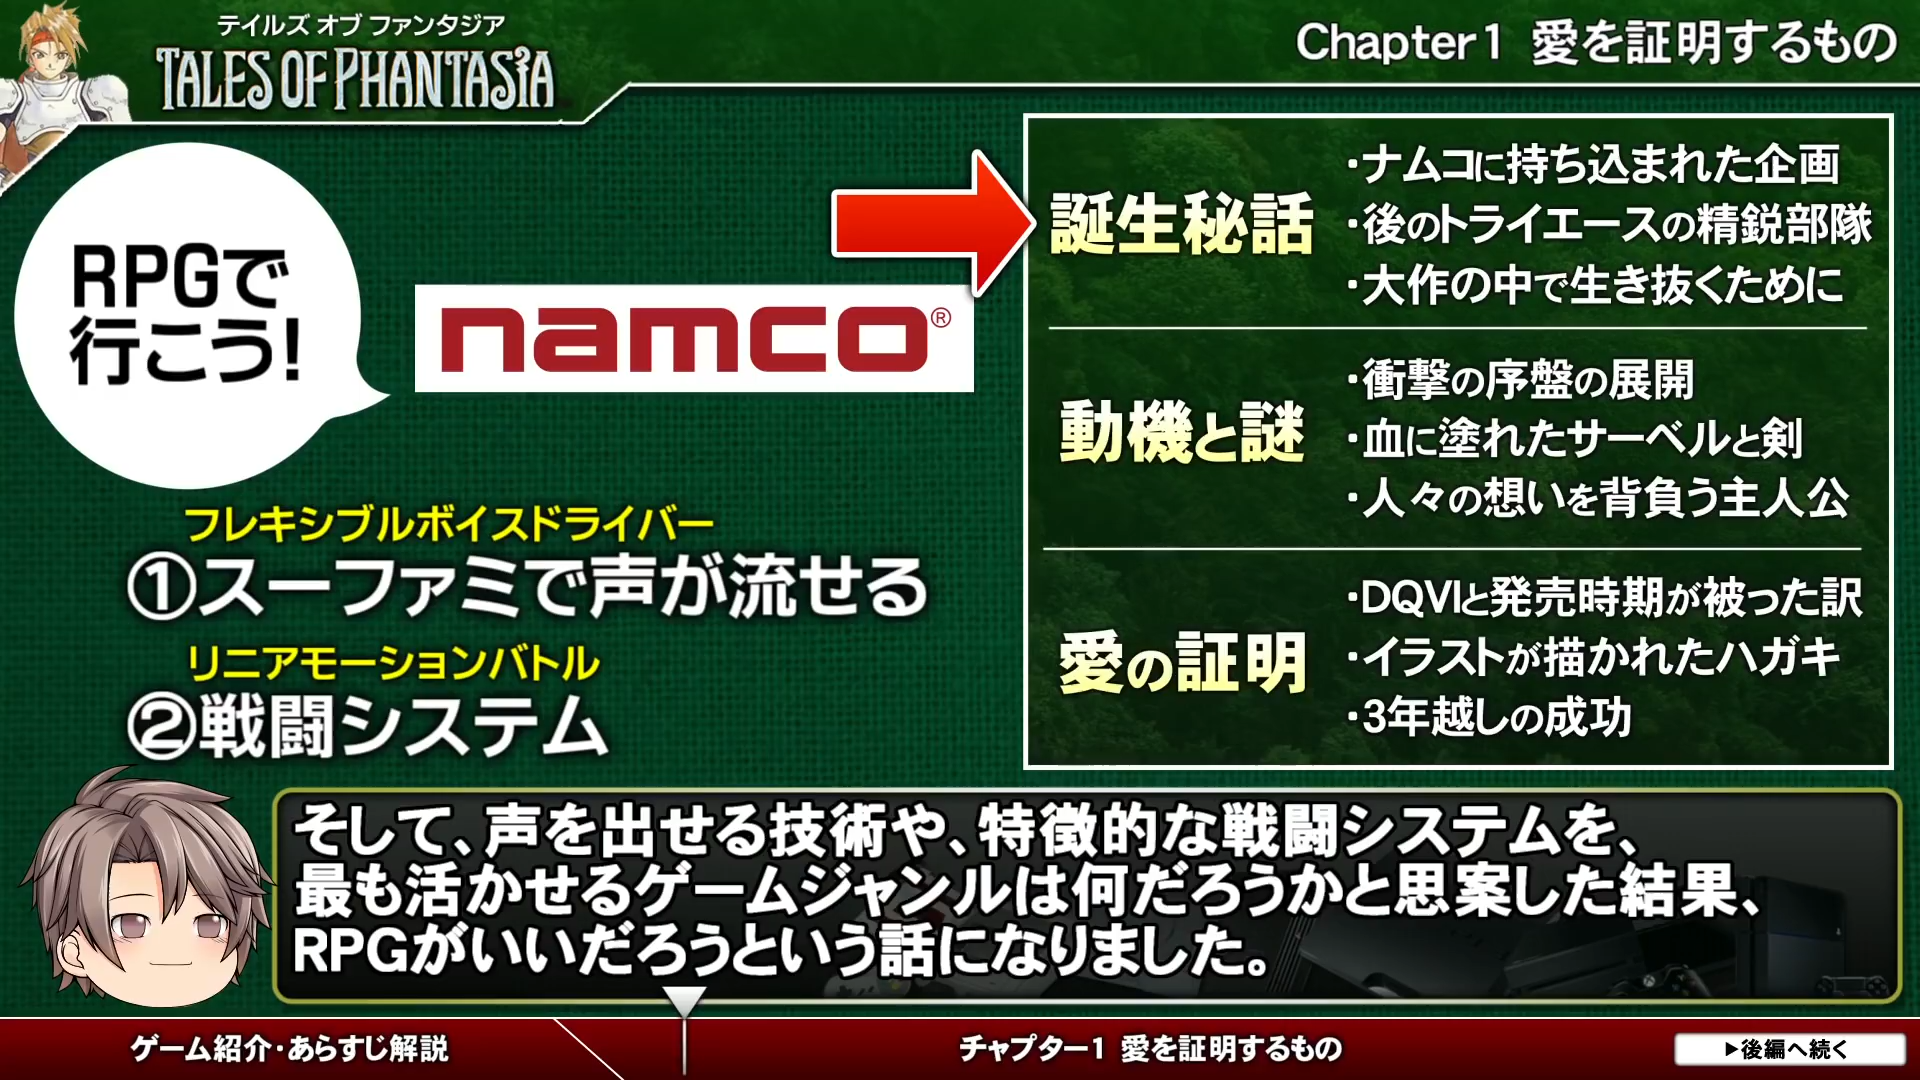 テイルズ オブ ファンタジア
TALES OF PHANTASIA
Chapter1 愛を証明するもの
RPGで
行こう!
namco®
フレキシブルボイスドライバー
①スーファミで声が流せる
リニアモーションバトル
②戦闘システム
誕生秘話
・ナムコに持ち込まれた企画
・後のトライエースの精鋭部隊
・大作の中で生き抜くために
動機と謎
・衝撃の序盤の展開
・血に塗れたサーベルと剣
・人々の想いを背負う主人公
愛の証明
・DQVIと発売時期が被った訳
・イラストが描かれたハガキ
・3年越しの成功
そして、声を出せる技術や、特徴的な戦闘システムを、
最も活かせるゲームジャンルは何だろうかと思案した結果、
RPGがいいだろうという話になりました。
ゲーム紹介・あらすじ解説
チャプター1 愛を証明するもの
▶後編へ続く